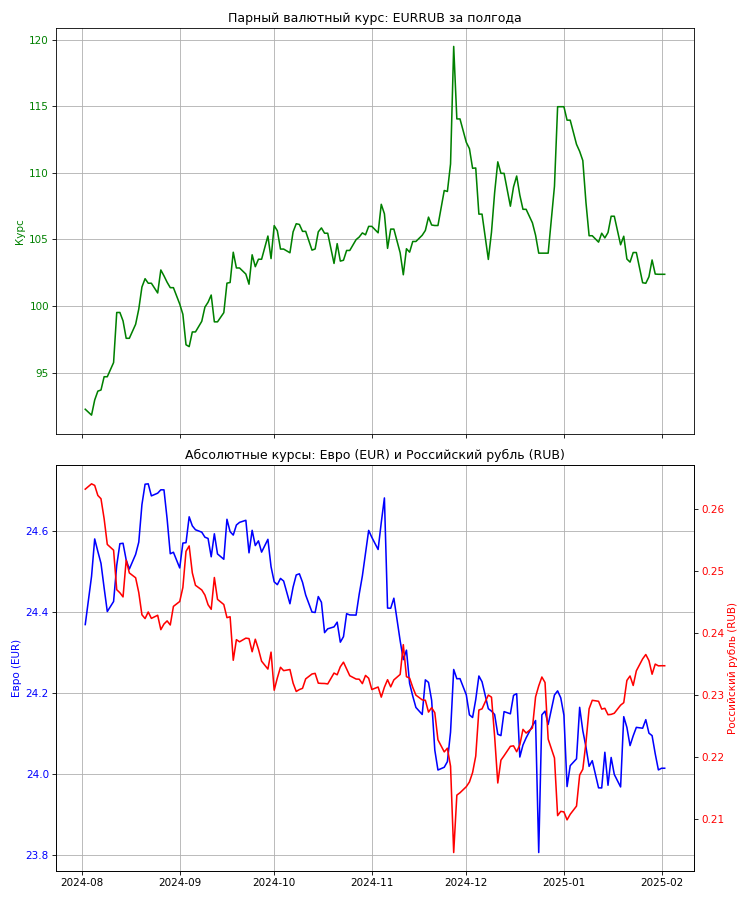 Парный валютный курс: EURRUB за полгода
120
115
110
105
100
95
Курс
Абсолютные курсы: Евро (EUR) и Российский рубль (RUB)
24.6
24.4
24.2
24.0
23.8
Евро (EUR)
0.26
0.25
0.24
0.23
0.22
0.21
Российский рубль (RUB)
2024-08 2024-09 2024-10 2024-11 2024-12 2025-01 2025-02